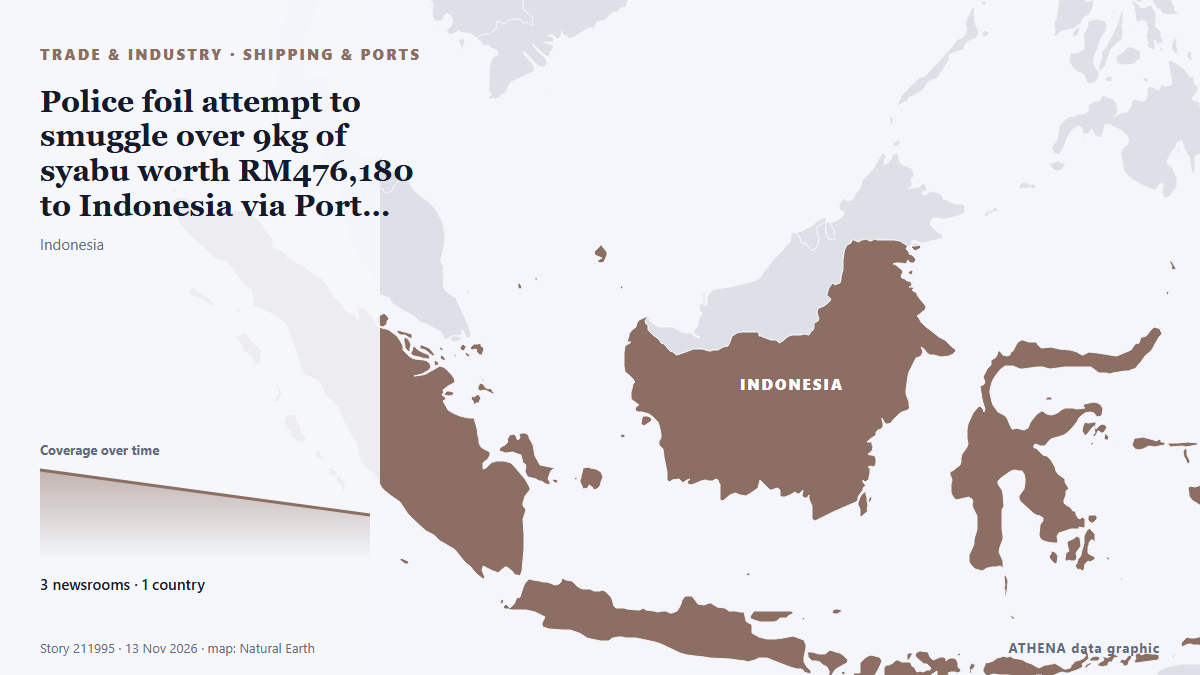 TRADE & INDUSTRY · SHIPPING & PORTS
Police foil attempt to
smuggle over 9kg of
syabu worth RM476,180
to Indonesia via Port...
Indonesia
INDONESIA
Coverage over time
3 newsrooms · 1 country
Story 211995 · 13 Nov 2026 · map: Natural Earth
ATHENA data graphic